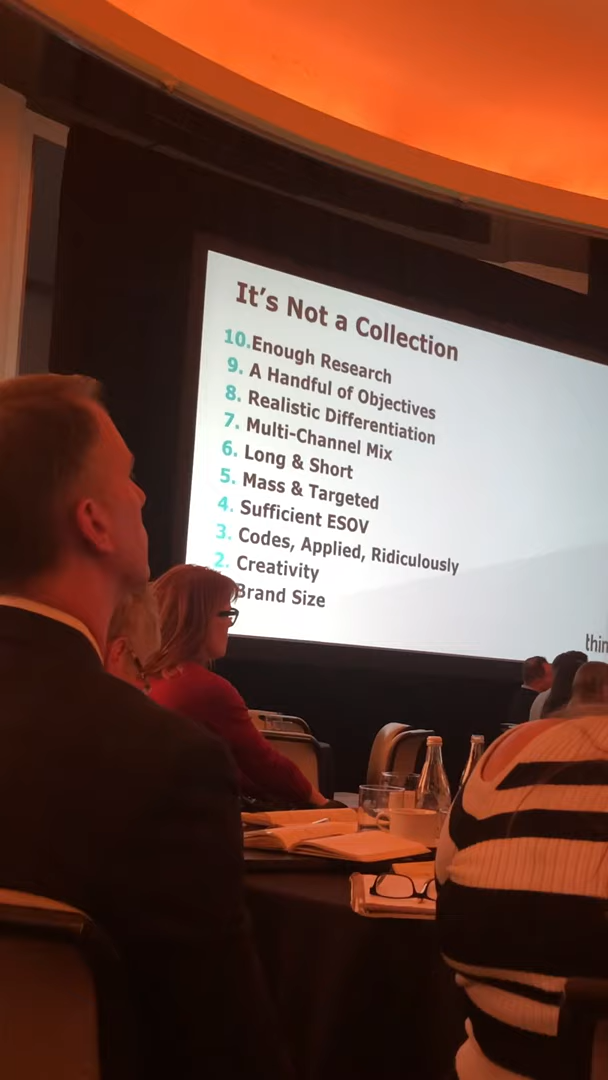 It's Not a Collection
10.Enough Research
9. A Handful of Objectives
8. Realistic Differentiation
7. Multi-Channel Mix
6. Long & Short
5. Mass & Targeted
4. Sufficient ESOV
3. Codes, Applied, Ridiculously
2. Creativity
Brand Size